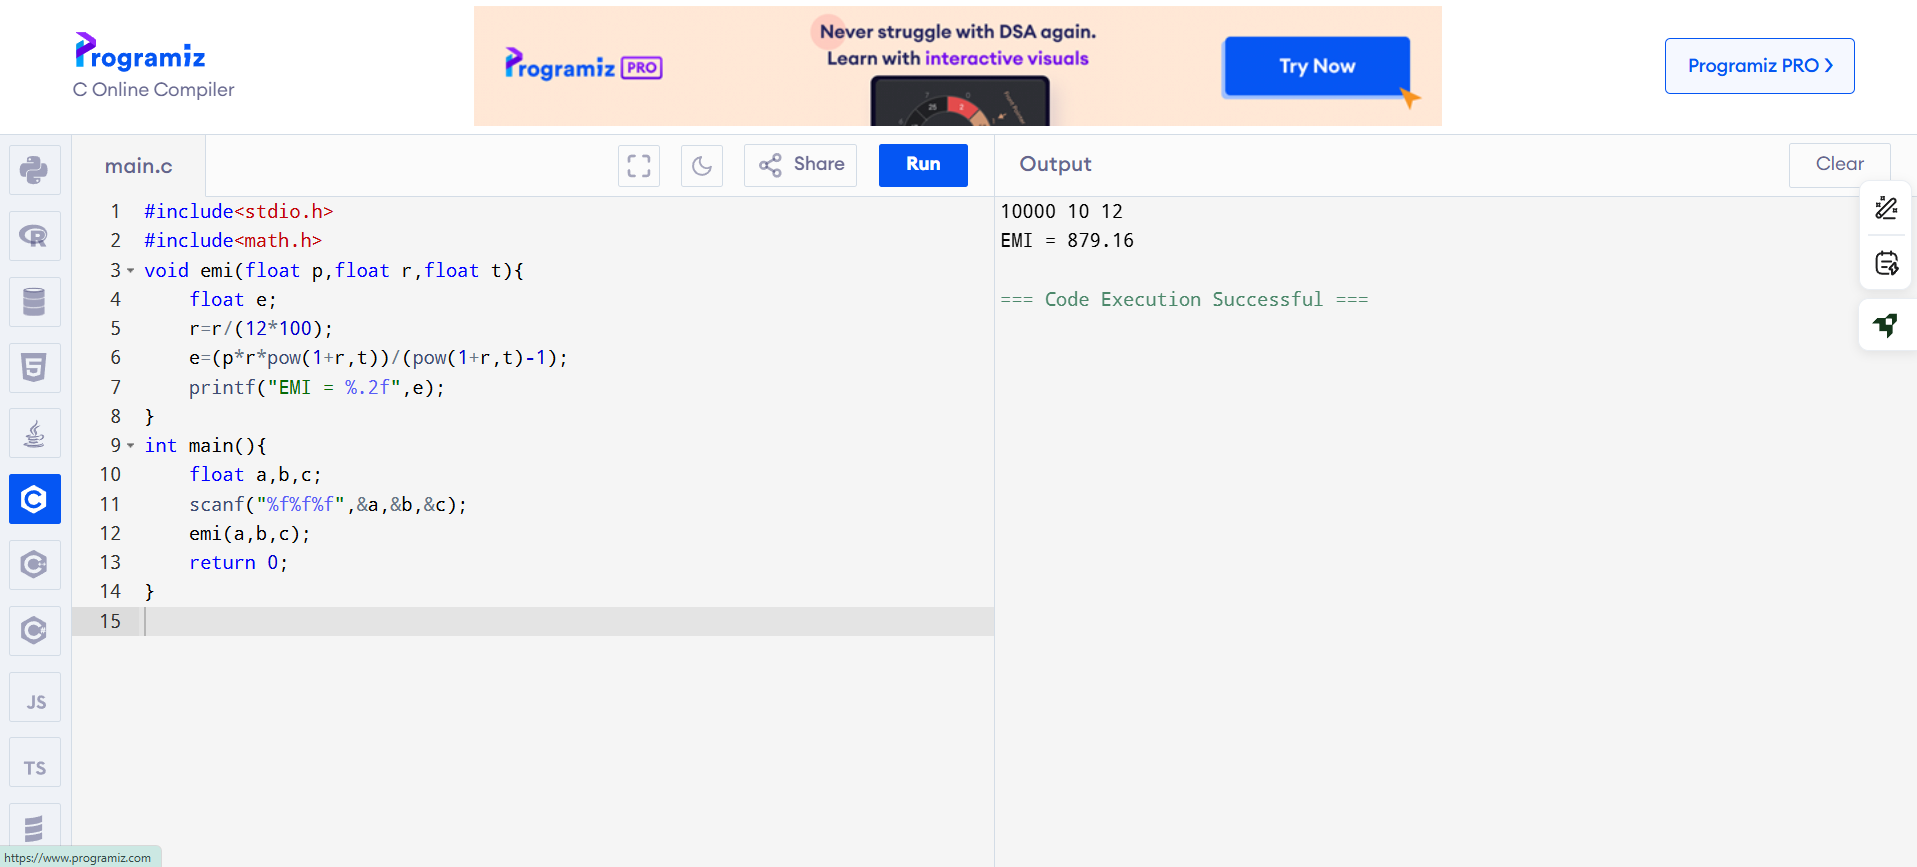 Programiz
C Online Compiler
Programiz PRO
Never struggle with DSA again.
Learn with interactive visuals
Try Now
Programiz PRO
main.c
Share
Run
Output
Clear
1 #include<stdio.h>
2 #include<math.h>
3 void emi(float p,float r,float t){
4     float e;
5     r=r/(12*100);
6     e=(p*r*pow(1+r,t))/(pow(1+r,t)-1);
7     printf("EMI = %.2f",e);
8 }
9 int main(){
10     float a,b,c;
11     scanf("%f%f%f",&a,&b,&c);
12     emi(a,b,c);
13     return 0;
14 }
15
10000 10 12
EMI = 879.16
=== Code Execution Successful ===
JS
TS
https://www.programiz.com